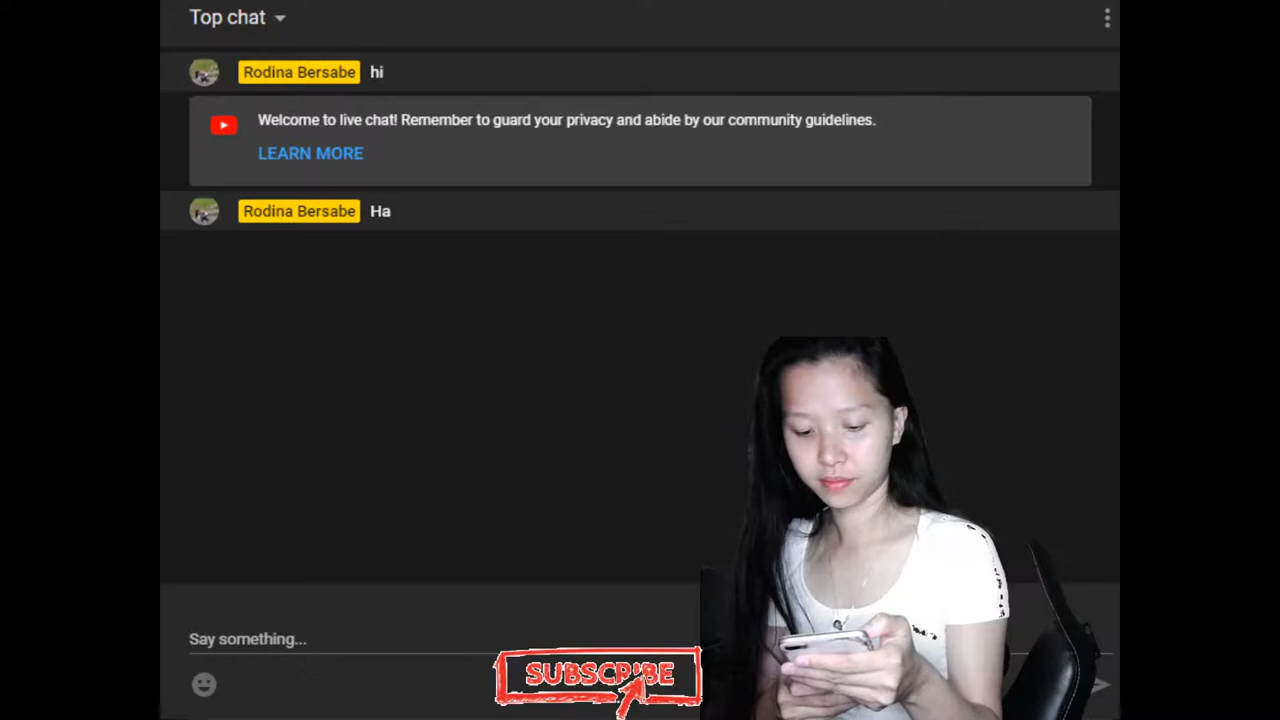 Top chat
Rodina Bersabe hi
Welcome to live chat! Remember to guard your privacy and abide by our community guidelines.
LEARN MORE
Rodina Bersabe Ha
Say something...
SUBSCRIBE